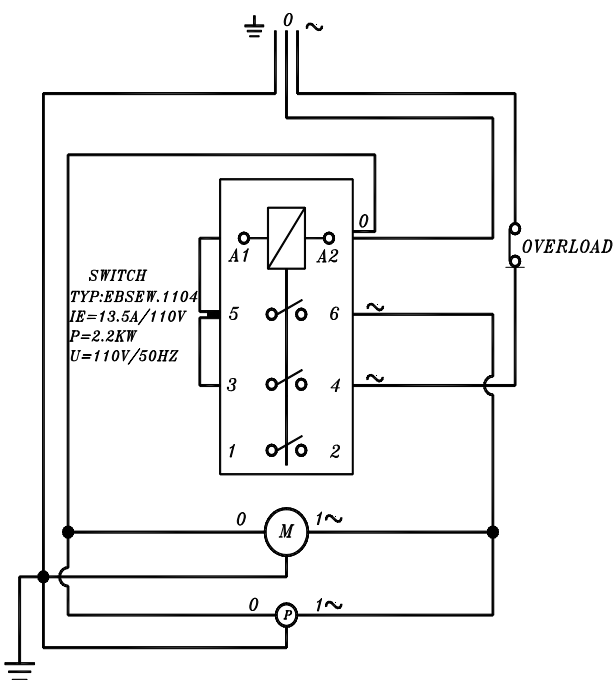 0 ~
0
A1 A2
OVERLOAD
SWITCH
TYP:EBSEW.1104
IE=13.5A/110V
P=2.2KW
U=110V/50HZ
5 6 ~
3 4 ~
1 2
0 M 1~
0 P 1~